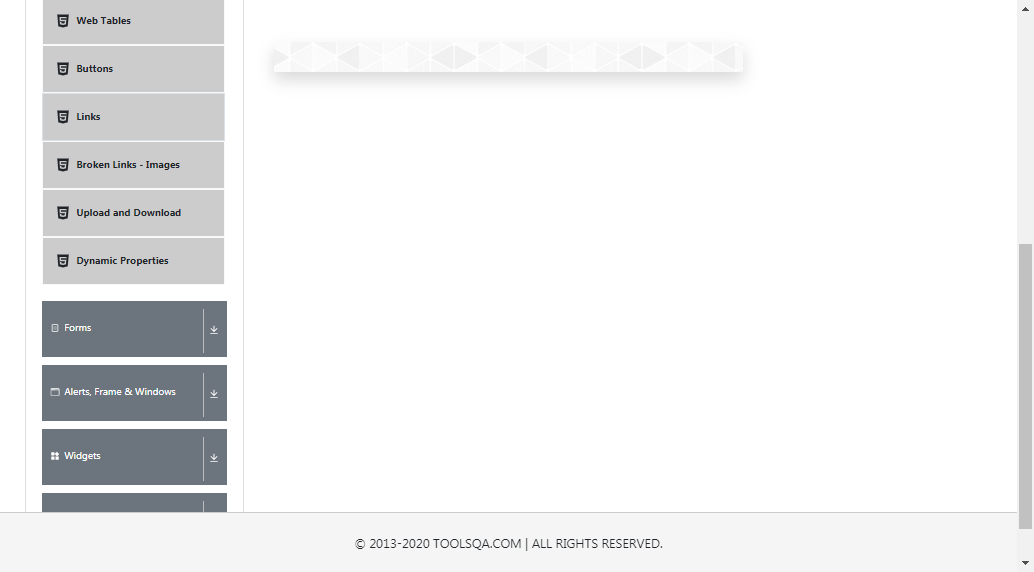 Web Tables
Buttons
Links
Broken Links - Images
Upload and Download
Dynamic Properties
Forms
Alerts, Frame & Windows
Widgets
© 2013-2020 TOOLSQA.COM | ALL RIGHTS RESERVED.